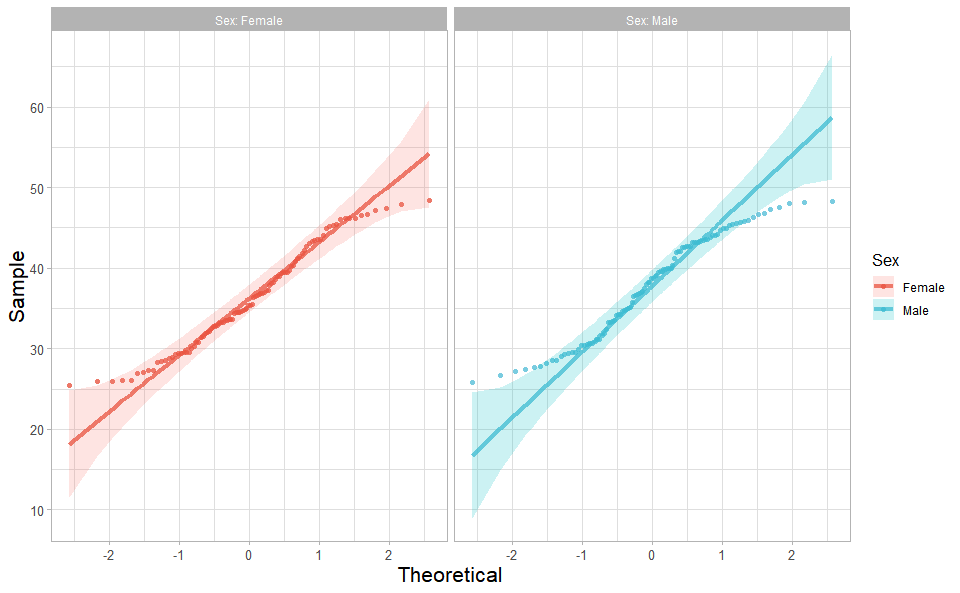 Sex: Female
Sex: Male
60
50
40
30
20
10
Sample
-2 -1 0 1 2
-2 -1 0 1 2
Theoretical
Sex
Female
Male